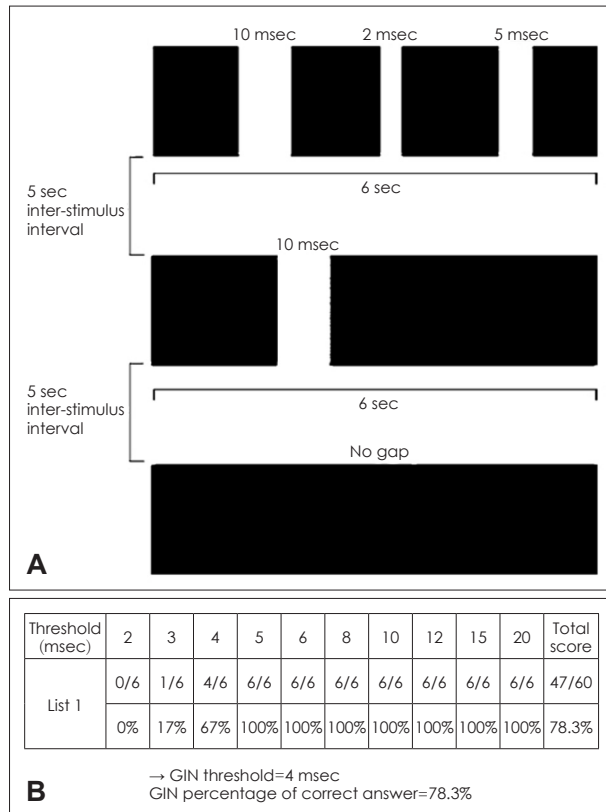 10 msec 2 msec 5 msec
5 sec
inter-stimulus
interval
6 sec
10 msec
5 sec
inter-stimulus
interval
6 sec
No gap
A
Threshold
(msec) 2 3 4 5 6 8 10 12 15 20 Total
score
List 1 0/6 1/6 4/6 6/6 6/6 6/6 6/6 6/6 6/6 6/6 47/60
0% 17% 67% 100% 100% 100% 100% 100% 100% 100% 78.3%
→ GIN threshold=4 msec
GIN percentage of correct answer=78.3%
B